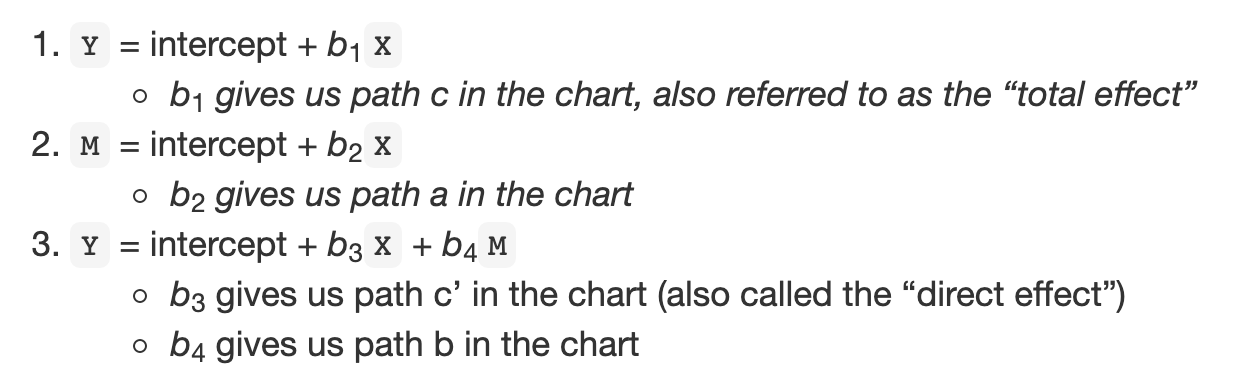 1. Y = intercept + b₁ X
○ b₁ gives us path c in the chart, also referred to as the “total effect”
2. M = intercept + b₂ X
○ b₂ gives us path a in the chart
3. Y = intercept + b₃ X + b₄ M
○ b₃ gives us path c’ in the chart (also called the “direct effect”)
○ b₄ gives us path b in the chart